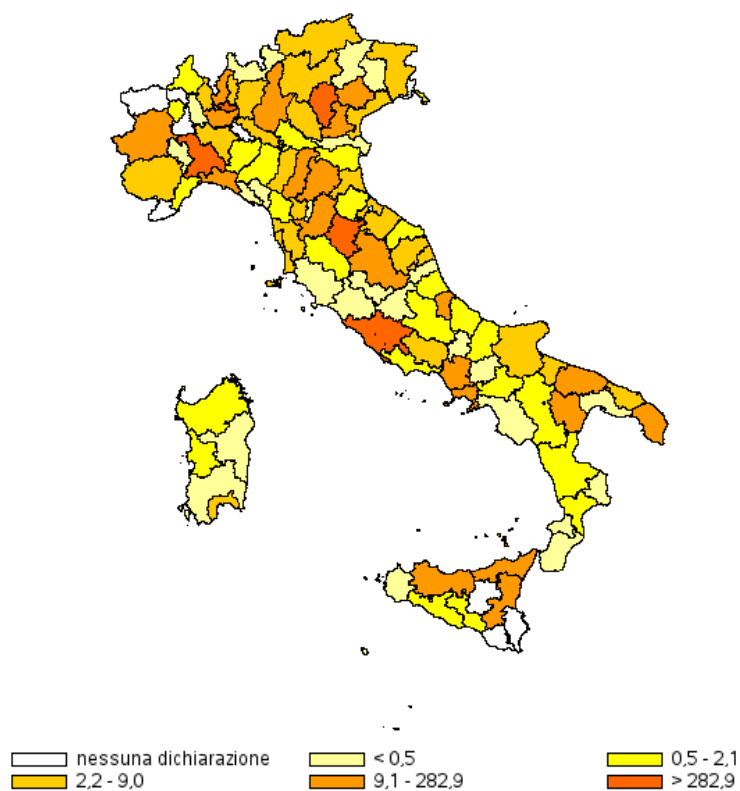 nessuna dichiarazione < 0,5 0,5 - 2,1
2,2 - 9,0 9,1 - 282,9 > 282,9